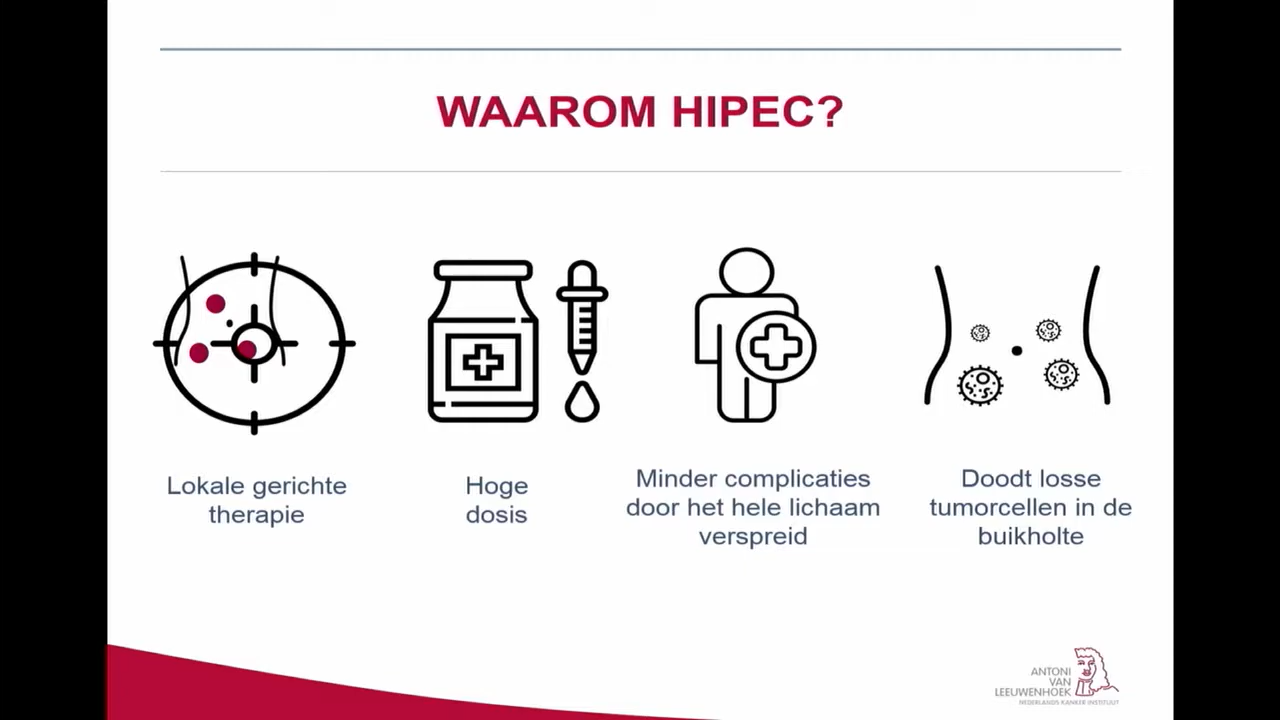 WAAROM HIPEC?
Lokale gerichte
therapie
Hoge
dosis
Minder complicaties
door het hele lichaam
verspreid
Doodt losse
tumorcellen in de
buikholte
ANTONI
VAN
LEEUWENHOEK
NEDERLANDS KANKER INSTITUUT